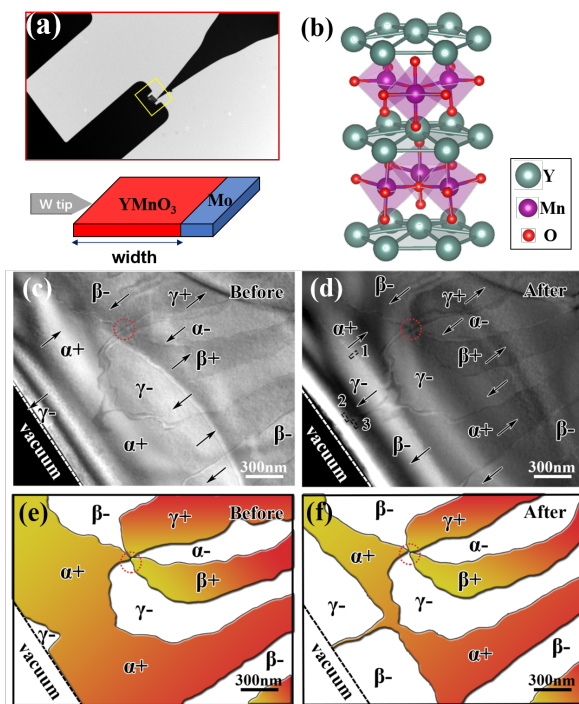 (a)
W tip
YMnO₃
Mo
width
(b)
Y
Mn
O
(c)
Before
β-
γ+
α-
α+
β+
γ-
γ-
α+
β-
vacuum
300nm
(d)
After
β-
γ+
α+
α-
1
β+
γ-
γ-
2
3
α+
β-
β-
vacuum
300nm
(e)
Before
β-
γ+
α-
α+
β+
γ-
γ-
α+
β-
vacuum
300nm
(f)
After
β-
γ+
α-
α+
β+
γ-
γ-
α+
β-
β-
vacuum
300nm